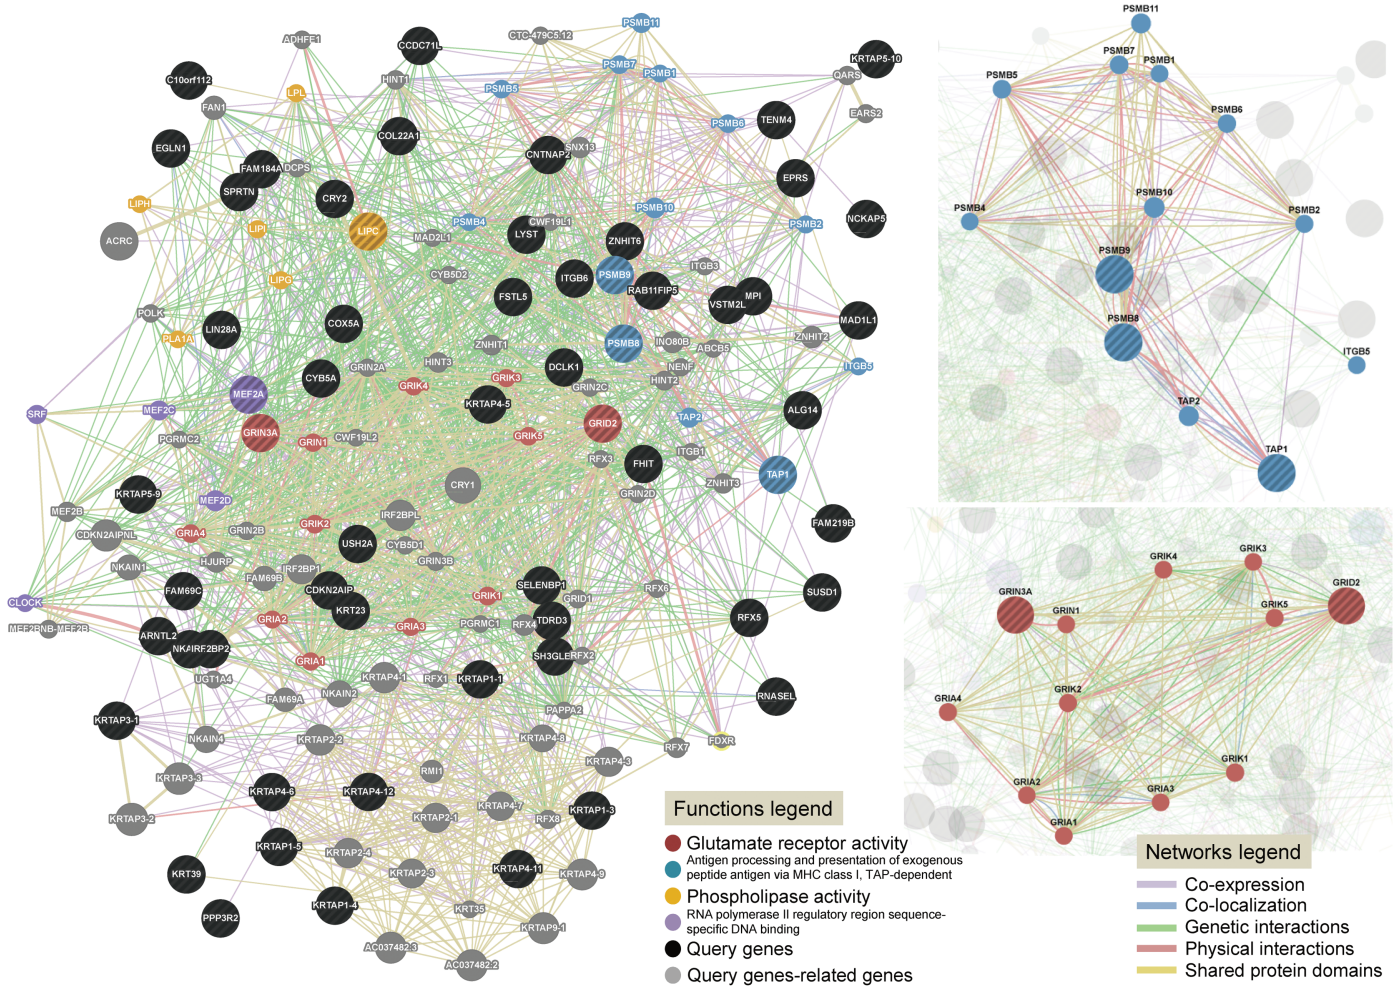 PSMB11
CTC-479C5.12
ADHFE1
CCDC71L
KRTAP5-10
PSMB7
PSMB1
QARS
C10orf112
HINT1
PSMB5
LPL
FAN1
EARS2
PSMB6
TENM4
COL22A1
EGLN1
CNTNAP2
SNX13
FAM184A
DCPS
EPRS
SPRTN
CRY2
LIPH
PSMB10
NCKAP5
PSMB4
CWF19L1
PSMB2
LIPI
LIPC
MAD2L1
LYST
ZNHIT6
ACRC
ITGB3
CYB5D2
ITGB6
PSMB9
LIPG
RAB11FIP5
FSTL5
VSTM2L
MPI
POLK
LIN28A
COX5A
MAD1L1
PLA1A
ZNHIT1
PSMB8
INO80B
ABCB5
ZNHIT2
GRIN2A
HINT3
DCLK1
NENF
ITGB5
CYB5A
GRIK3
HINT2
GRIK4
GRIN2C
MEF2A
KRTAP4-5
SRF
MEF2C
TAP2
ALG14
GRIN3A
GRID2
PGRMC2
GRIN1
CWF19L2
GRIK5
ITGB1
RFX3
FHIT
TAP1
CRY1
ZNHIT3
KRTAP5-9
GRIN2D
MEF2D
MEF2B
IRF2BPL
GRIK2
FAM219B
GRIA4
GRIN2B
CDKN2AIPNL
USH2A
CYB5D1
HJURP
GRIN3B
NKAIN1
IRF2BP1
FAM69B
SELENBP1
RFX6
FAM69C
CDKN2AIP
SUSD1
GRIK1
GRID1
CLOCK
KRT23
GRIA2
TDRD3
RFX5
MEF2BNB-MEF2B
GRIA3
PGRMC1
RFX4
ARNTL2
IRF2BP2
GRIA1
RFX2
UGT1A4
KRTAP4-1
RFX1
KRTAP1-1
NKAIN2
FAM69A
RNASEL
PAPPA2
KRTAP3-1
NKAIN4
KRTAP2-2
KRTAP4-8
RFX7
FDXR
KRTAP4-3
RMI1
KRTAP3-3
KRTAP4-6
KRTAP4-12
KRTAP4-7
KRTAP1-3
KRTAP3-2
KRTAP2-1
RFX8
KRTAP1-5
KRTAP2-4
KRT39
KRTAP2-3
KRTAP4-11
KRTAP4-9
KRTAP1-4
KRT35
PPP3R2
KRTAP9-1
AC037482.3
AC037482.2
PSMB11
PSMB7
PSMB1
PSMB5
PSMB6
PSMB10
PSMB4
PSMB2
PSMB9
PSMB8
ITGB5
TAP2
TAP1
GRIK4
GRIK3
GRID2
GRIN3A
GRIN1
GRIK5
GRIK2
GRIA4
GRIK1
GRIA2
GRIA3
GRIA1
Functions legend
Glutamate receptor activity
Antigen processing and presentation of exogenous
peptide antigen via MHC class I, TAP-dependent
Phospholipase activity
RNA polymerase II regulatory region sequence-
specific DNA binding
Query genes
Query genes-related genes
Networks legend
Co-expression
Co-localization
Genetic interactions
Physical interactions
Shared protein domains